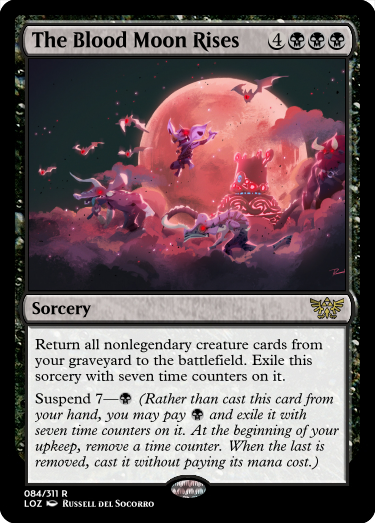 The Blood Moon Rises 4
Sorcery
Return all nonlegendary creature cards from
your graveyard to the battlefield. Exile this
sorcery with seven time counters on it.
Suspend 7— (Rather than cast this card from
your hand, you may pay and exile it with
seven time counters on it. At the beginning of your
upkeep, remove a time counter. When the last is
removed, cast it without paying its mana cost.)
084/311 R
LOZ Russell del Socorro